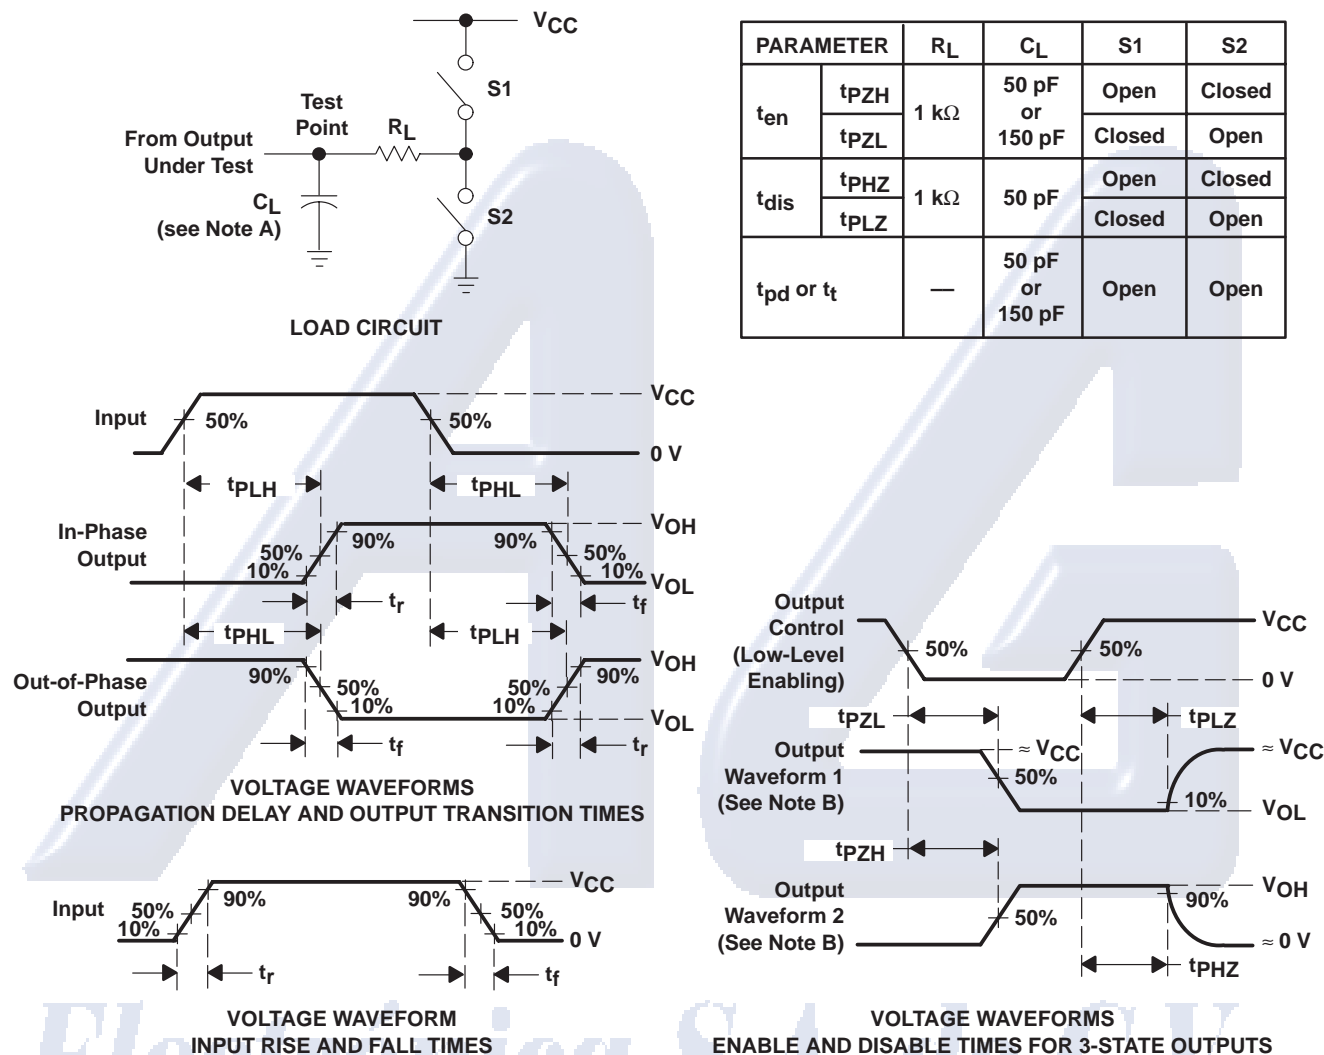 VCC
S1
Test
Point
RL
From Output
Under Test
CL
(see Note A)
S2
LOAD CIRCUIT
PARAMETER RL CL S1 S2
ten tPZH 1 kΩ 50 pF or 150 pF Open Closed
tPZL Closed Open
tdis tPHZ 1 kΩ 50 pF Open Closed
tPLZ Closed Open
tpd or tt — 50 pF or 150 pF Open Open
Input 50% 50% VCC
0 V
tPLH tPHL
In-Phase
Output
50%
10%
90% 90%
50%
10%
VOH
VOL
tr tf
tPHL tPLH
Out-of-Phase
Output
90%
50%
10%
50%
10%
90%
VOH
VOL
tf tr
VOLTAGE WAVEFORMS
PROPAGATION DELAY AND OUTPUT TRANSITION TIMES
Input
50%
10%
90% 90%
50%
10%
VCC
0 V
tr tf
VOLTAGE WAVEFORM
INPUT RISE AND FALL TIMES
Output
Control
(Low-Level
Enabling)
50% 50%
VCC
0 V
tPZL tPLZ
Output
Waveform 1
(See Note B)
≈ VCC
50%
10%
≈ VCC
VOL
tPZH
Output
Waveform 2
(See Note B)
50%
90%
VOH
≈ 0 V
tPHZ
VOLTAGE WAVEFORMS
ENABLE AND DISABLE TIMES FOR 3-STATE OUTPUTS